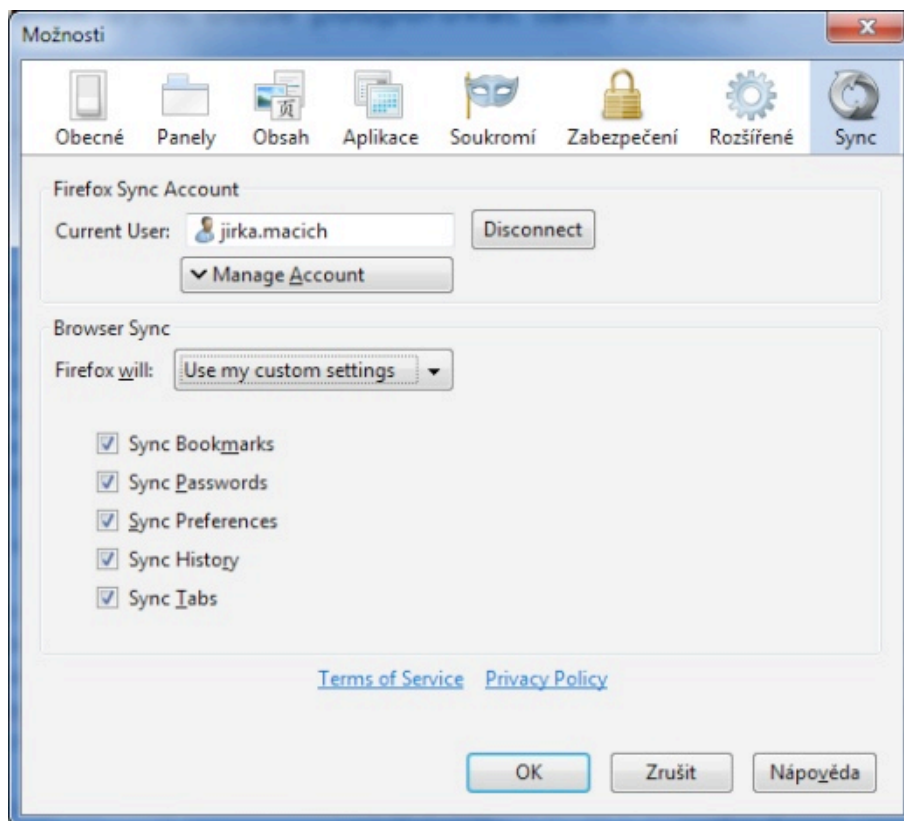 Možnosti
Obecné Panely Obsah Aplikace Soukromí Zabezpečení Rozšířené Sync
Firefox Sync Account
Current User: jirka.macich Disconnect
Manage Account
Browser Sync
Firefox will: Use my custom settings
Sync Bookmarks
Sync Passwords
Sync Preferences
Sync History
Sync Tabs
Terms of Service Privacy Policy
OK Zrušit Nápověda